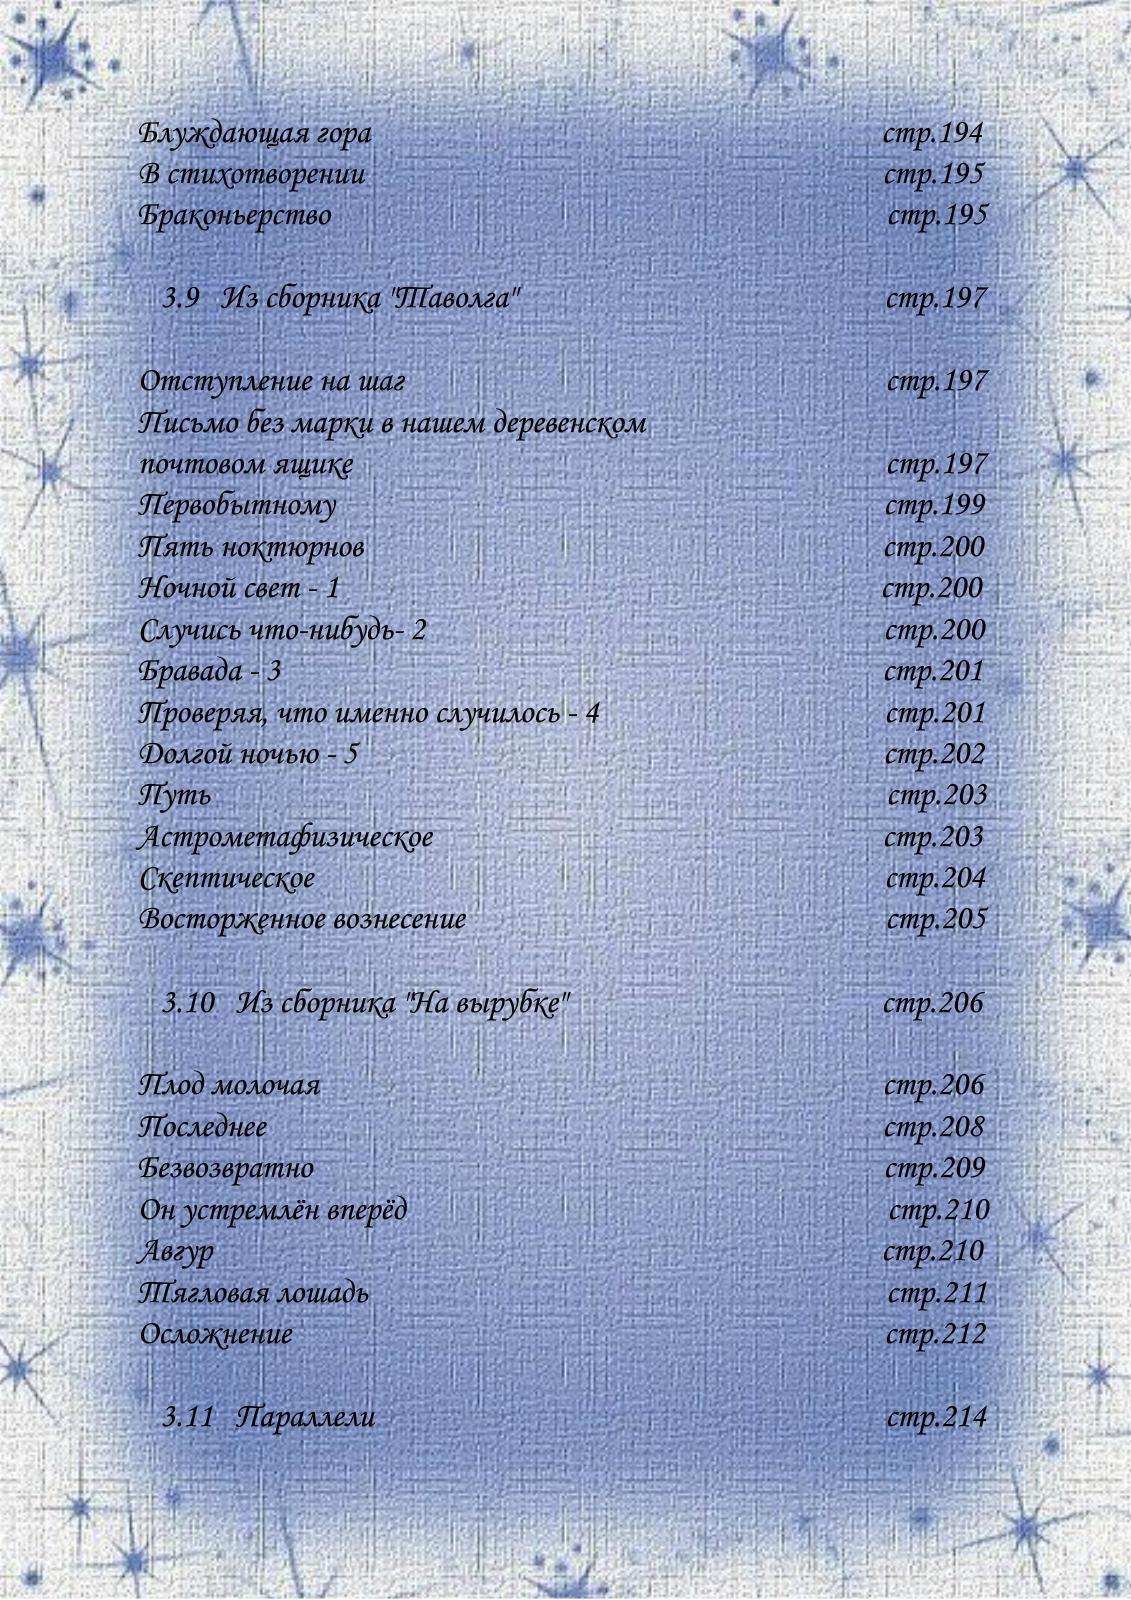 Блуждающая гора стр.194
В стихотворении стр.195
Браконьерство стр.195
3.9 Из сборника "Таволга" стр.197
Отступление на шаг стр.197
Письмо без марки в нашем деревенском
почтовом ящике стр.197
Первобытному стр.199
Пять ноктюрнов стр.200
Ночной свет - 1 стр.200
Случись что-нибудь- 2 стр.200
Бравада - 3 стр.201
Проверяя, что именно случилось - 4 стр.201
Долгой ночью - 5 стр.202
Путь стр.203
Астрометафизическое стр.203
Скептическое стр.204
Восторженное вознесение стр.205
3.10 Из сборника "На вырубке" стр.206
Плод молочая стр.206
Последнее стр.208
Безвозвратно стр.209
Он устремлён вперёд стр.210
Авгур стр.210
Тягловая лошадь стр.211
Осложнение стр.212
3.11 Параллели стр.214